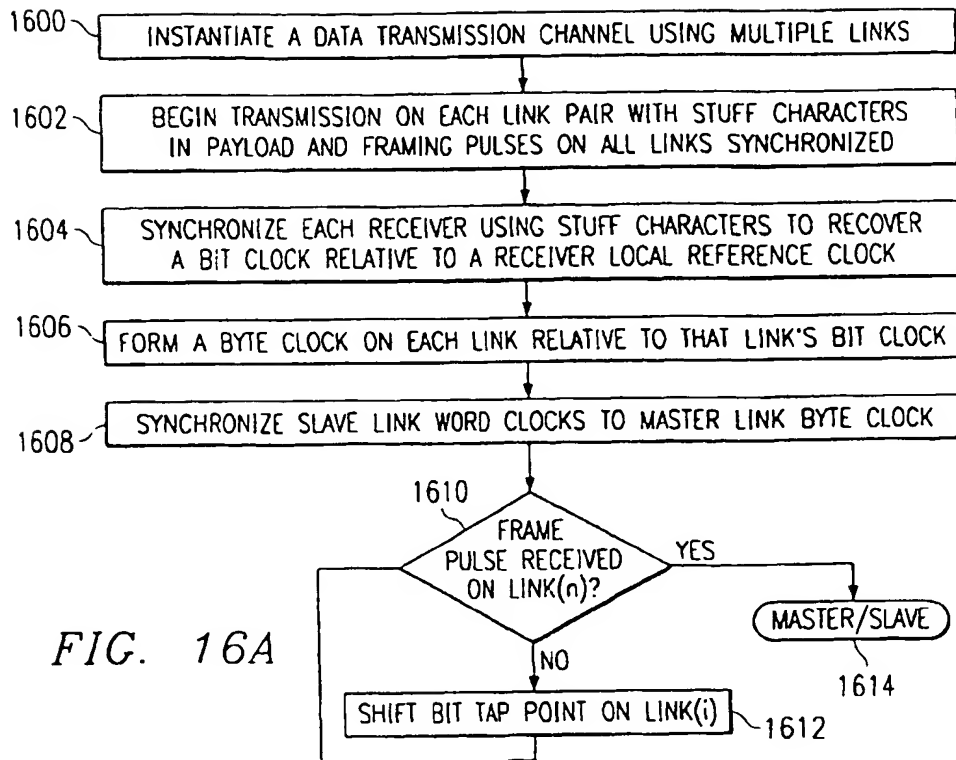 1600
INSTANTIATE A DATA TRANSMISSION CHANNEL USING MULTIPLE LINKS
1602
BEGIN TRANSMISSION ON EACH LINK PAIR WITH STUFF CHARACTERS
IN PAYLOAD AND FRAMING PULSES ON ALL LINKS SYNCHRONIZED
1604
SYNCHRONIZE EACH RECEIVER USING STUFF CHARACTERS TO RECOVER
A BIT CLOCK RELATIVE TO A RECEIVER LOCAL REFERENCE CLOCK
1606
FORM A BYTE CLOCK ON EACH LINK RELATIVE TO THAT LINK'S BIT CLOCK
1608
SYNCHRONIZE SLAVE LINK WORD CLOCKS TO MASTER LINK BYTE CLOCK
1610
FRAME
PULSE RECEIVED
ON LINK(n)?
YES
MASTER/SLAVE
1614
NO
SHIFT BIT TAP POINT ON LINK(i)
1612
FIG. 16A